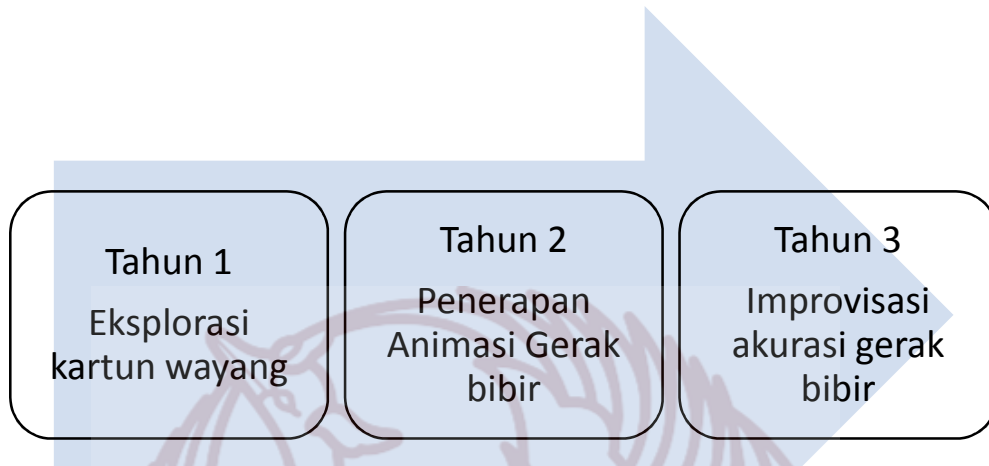 Tahun 1
Eksplorasi
kartun wayang
Tahun 2
Penerapan
Animasi Gerak
bibir
Tahun 3
Improvisasi
akurasi gerak
bibir